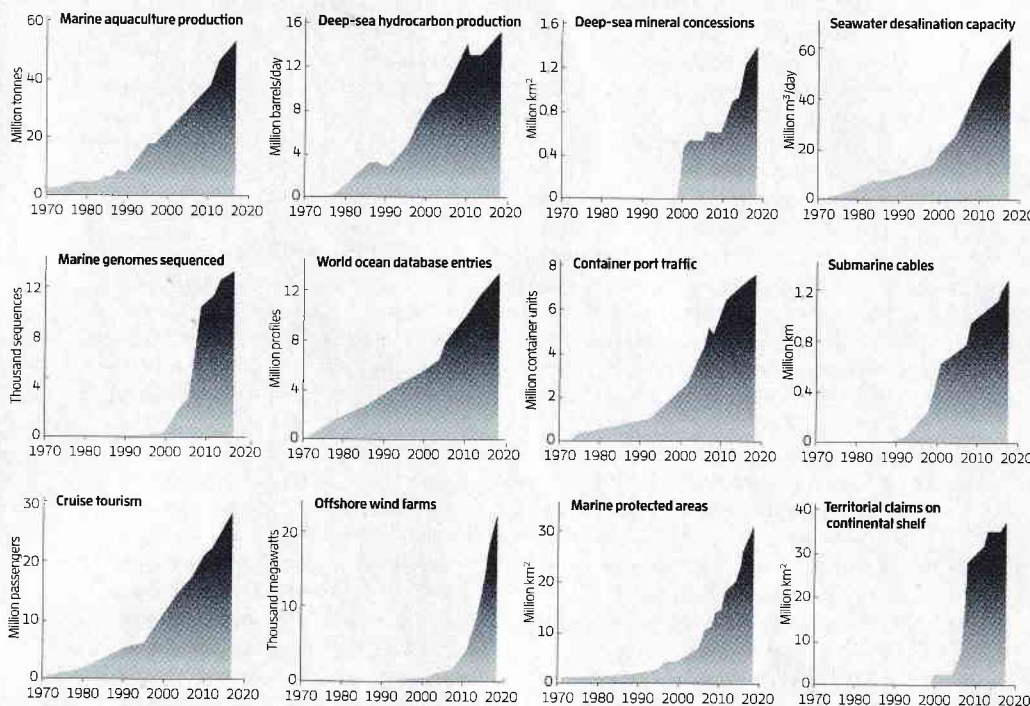 Marine aquaculture production
Million tonnes
60
40
20
0
1970 1980 1990 2000 2010 2020
Deep-sea hydrocarbon production
Million barrels/day
16
12
8
4
0
1970 1980 1990 2000 2010 2020
Deep-sea mineral concessions
Million km²
1.6
1.2
0.8
0.4
0
1970 1980 1990 2000 2010 2020
Seawater desalination capacity
Million m³/day
60
40
20
0
1970 1980 1990 2000 2010 2020
Marine genomes sequenced
Thousand sequences
12
8
4
0
1970 1980 1990 2000 2010 2020
World ocean database entries
Million profiles
12
8
4
0
1970 1980 1990 2000 2010 2020
Container port traffic
Million container units
8
6
4
2
0
1970 1980 1990 2000 2010 2020
Submarine cables
Million km
1.2
0.8
0.4
0
1970 1980 1990 2000 2010 2020
Cruise tourism
Million passengers
30
20
10
0
1970 1980 1990 2000 2010 2020
Offshore wind farms
Thousand megawatts
20
10
0
1970 1980 1990 2000 2010 2020
Marine protected areas
Million km²
30
20
10
0
1970 1980 1990 2000 2010 2020
Territorial claims on
continental shelf
Million km²
40
30
20
10
0
1970 1980 1990 2000 2010 2020